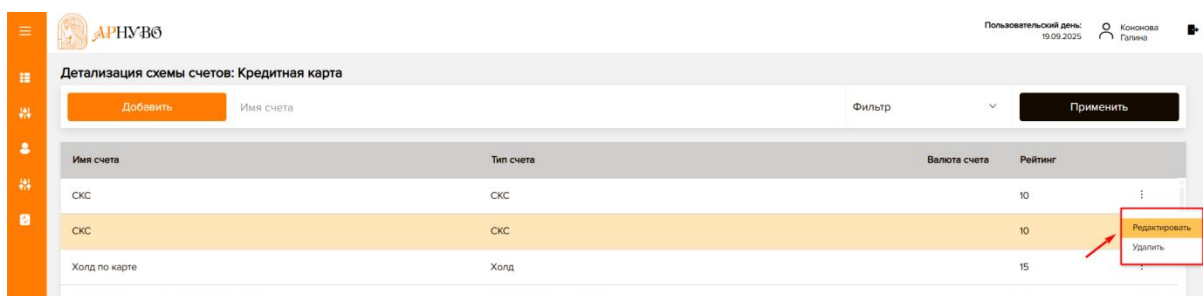 АРНУВО
Пользовательский день:
19.09.2025
Кононова
Галина
Детализация схемы счетов: Кредитная карта
Добавить Имя счета Фильтр Применить
Имя счета Тип счета Валюта счета Рейтинг
СКС СКС 10
СКС СКС 10
Редактировать
Удалить
Холд по карте Холд 15